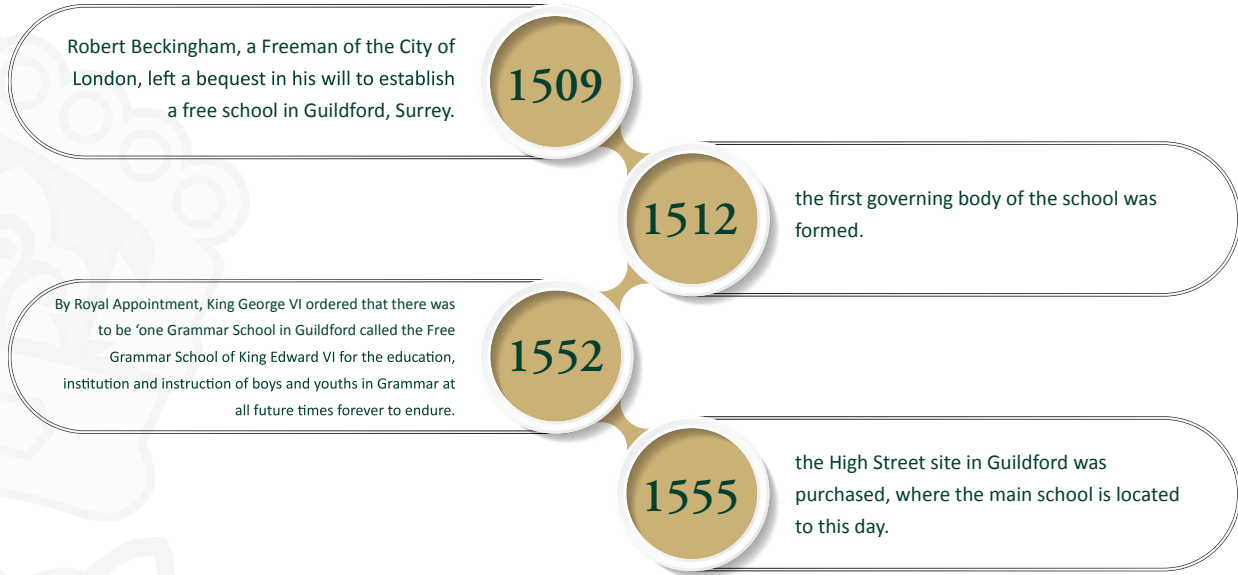 Robert Beckingham, a Freeman of the City of
London, left a bequest in his will to establish
a free school in Guildford, Surrey.
1509
1512
the first governing body of the school was
formed.
By Royal Appointment, King George VI ordered that there was
to be ‘one Grammar School in Guildford called the Free
Grammar School of King Edward VI for the education,
institution and instruction of boys and youths in Grammar at
all future times forever to endure.
1552
1555
the High Street site in Guildford was
purchased, where the main school is located
to this day.